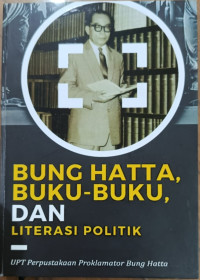 BUNG HATTA,
BUKU-BUKU,
DAN
LITERASI POLITIK
UPT Perpustakaan Proklamator Bung Hatta